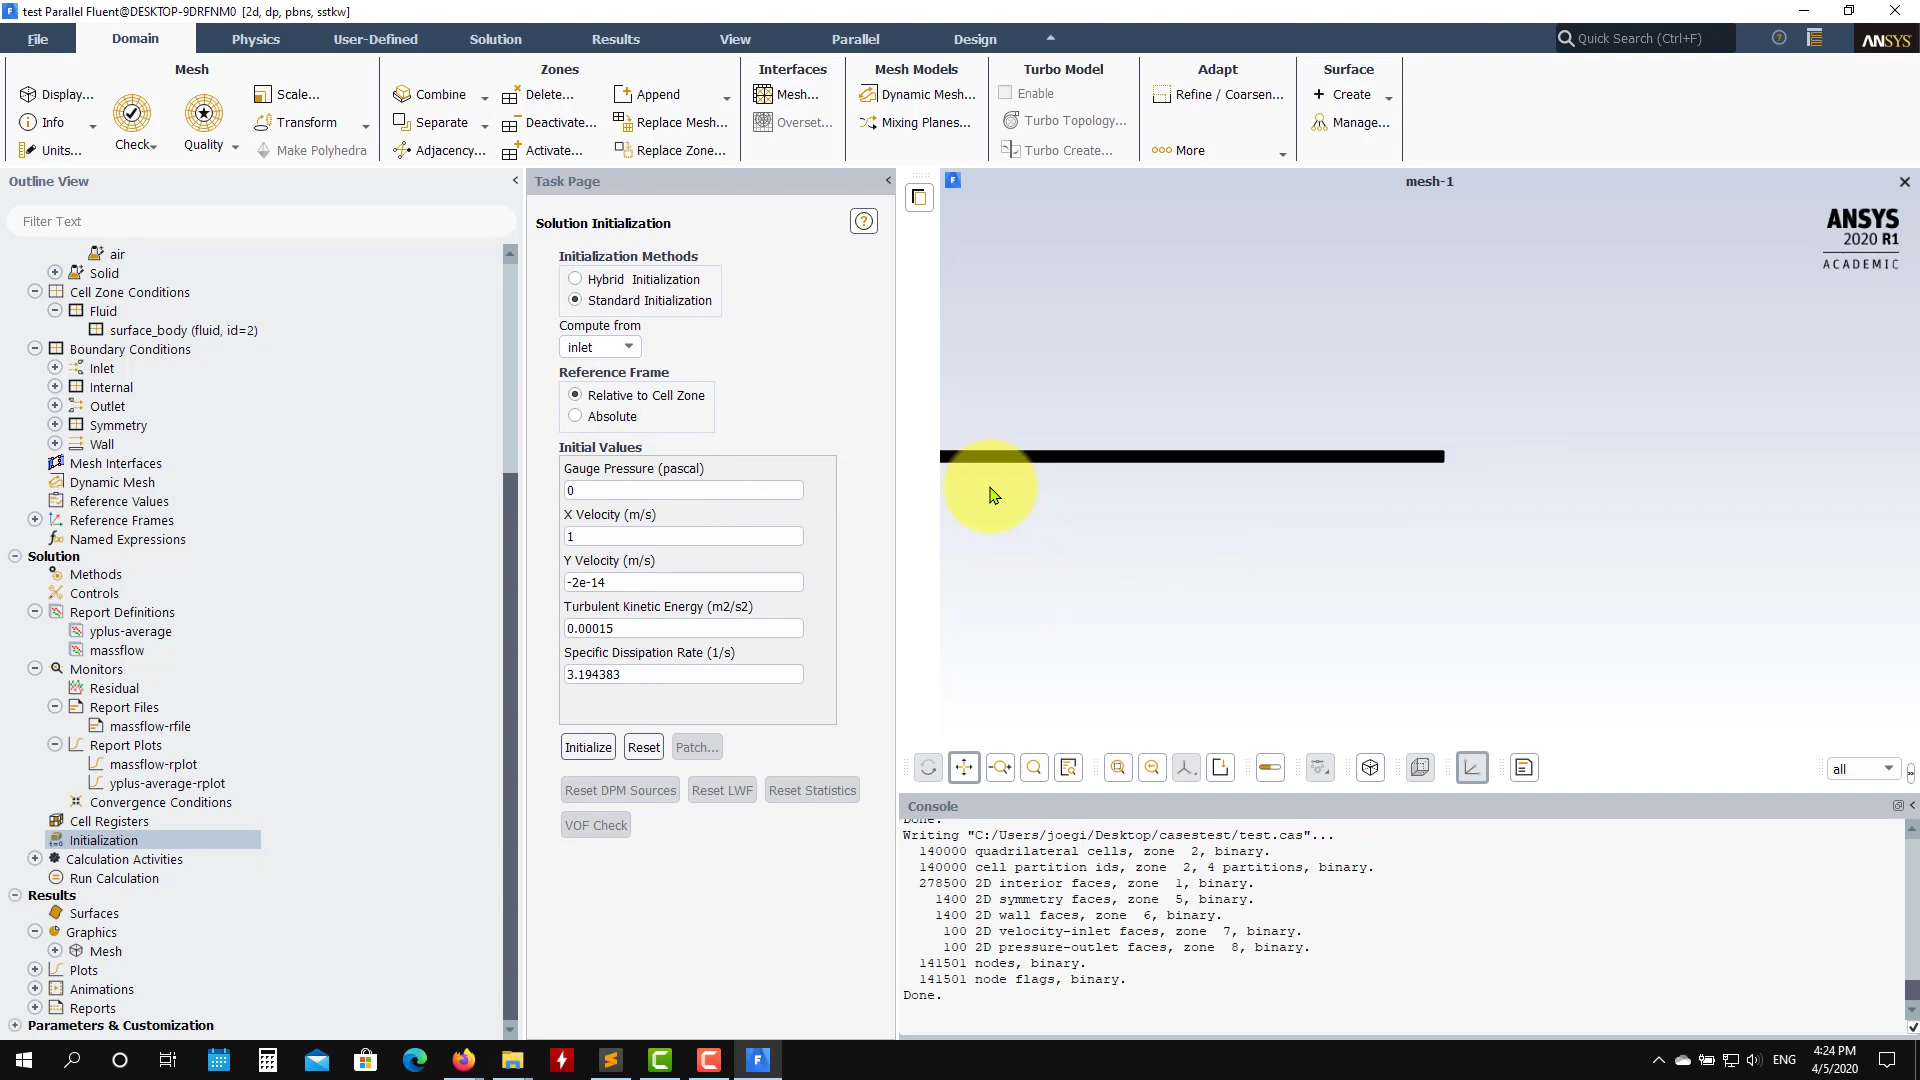 test Parallel Fluent@DESKTOP-9DRFNM0 [2d, dp, pbns, sstkw]
File Domain Physics User-Defined Solution Results View Parallel Design Quick Search (Ctrl+F) ANSYS
Mesh
Display...
Info
Units...
Check
Quality
Scale...
Transform
Make Polyhedra
Zones
Combine Delete... Append
Separate Deactivate... Replace Mesh...
Adjacency... Activate... Replace Zone...
Interfaces
Mesh...
Overset...
Mesh Models
Dynamic Mesh...
Mixing Planes...
Turbo Model
Enable
Turbo Topology...
Turbo Create...
Adapt
Refine / Coarsen...
More
Surface
Create
Manage...
Outline View
Filter Text
air
Solid
Cell Zone Conditions
Fluid
surface_body (fluid, id=2)
Boundary Conditions
Inlet
Internal
Outlet
Symmetry
Wall
Mesh Interfaces
Dynamic Mesh
Reference Values
Reference Frames
Named Expressions
Solution
Methods
Controls
Report Definitions
yplus-average
massflow
Monitors
Residual
Report Files
massflow-rfile
Report Plots
massflow-rplot
yplus-average-rplot
Convergence Conditions
Cell Registers
Initialization
Calculation Activities
Run Calculation
Results
Surfaces
Graphics
Mesh
Plots
Animations
Reports
Parameters & Customization
Task Page
Solution Initialization
Initialization Methods
Hybrid Initialization
Standard Initialization
Compute from
inlet
Reference Frame
Relative to Cell Zone
Absolute
Initial Values
Gauge Pressure (pascal)
0
X Velocity (m/s)
1
Y Velocity (m/s)
-2e-14
Turbulent Kinetic Energy (m2/s2)
0.00015
Specific Dissipation Rate (1/s)
3.194383
Initialize Reset Patch...
Reset DPM Sources Reset LWF Reset Statistics
VOF Check
mesh-1
ANSYS
2020 R1
ACADEMIC
all
Console
Done.
Writing "C:/Users/joegi/Desktop/casestest/test.cas"...
140000 quadrilateral cells, zone 2, binary.
140000 cell partition ids, zone 2, 4 partitions, binary.
278500 2D interior faces, zone 1, binary.
1400 2D symmetry faces, zone 5, binary.
1400 2D wall faces, zone 6, binary.
100 2D velocity-inlet faces, zone 7, binary.
100 2D pressure-outlet faces, zone 8, binary.
141501 nodes, binary.
141501 node flags, binary.
Done.
ENG
4:24 PM
4/5/2020